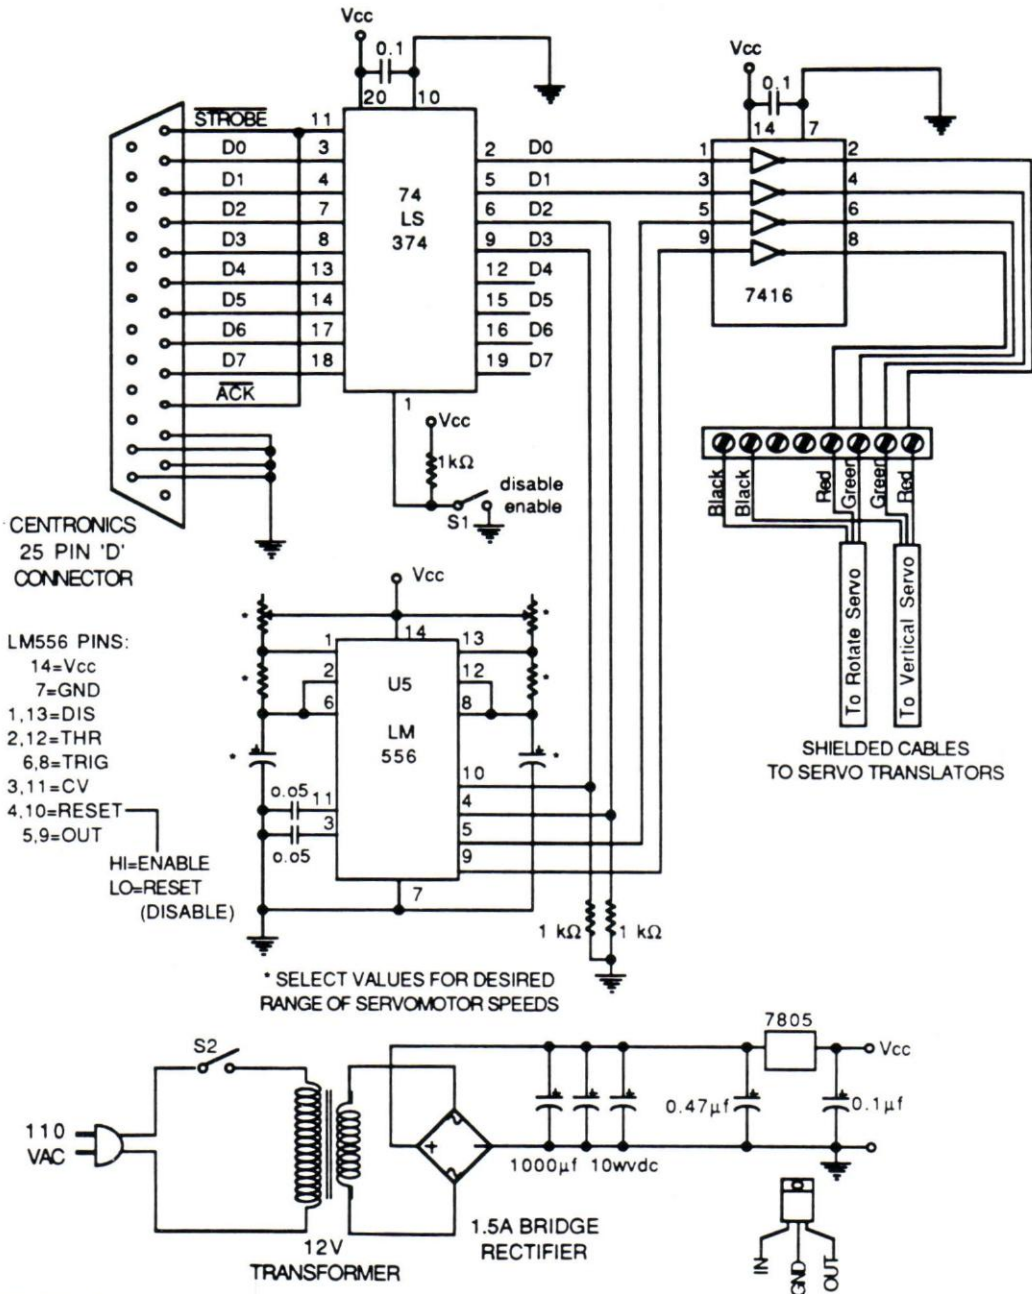 Vcc
0.1
20
10
Vcc
0.1
14
7
STROBE 11
D0 3
D1 4
D2 7
D3 8
D4 13
D5 14
D6 17
D7 18
ACK
74
LS
374
2 D0
5 D1
6 D2
9 D3
12 D4
15 D5
16 D6
19 D7
1
1 2
3 4
5 6
9 8
7416
Vcc
1kΩ
disable
enable
S1
CENTRONICS
25 PIN 'D'
CONNECTOR
Black
Black
Red
Green
Green
Red
To Rotate Servo
To Vertical Servo
SHIELDED CABLES
TO SERVO TRANSLATORS
LM556 PINS:
14=Vcc
7=GND
1,13=DIS
2,12=THR
6,8=TRIG
3,11=CV
4,10=RESET
5,9=OUT
HI=ENABLE
LO=RESET
(DISABLE)
Vcc
14
* *
1 13
2 12
* *
6 8
U5
LM
556
* *
10
0.05 11
4
3
5
0.05
9
7
1 kΩ 1 kΩ
* SELECT VALUES FOR DESIRED
RANGE OF SERVOMOTOR SPEEDS
S2
110
VAC
12V
TRANSFORMER
+ −
1.5A BRIDGE
RECTIFIER
1000µf 10wvdc
0.47µf
7805
Vcc
0.1µf
IN
GND
OUT